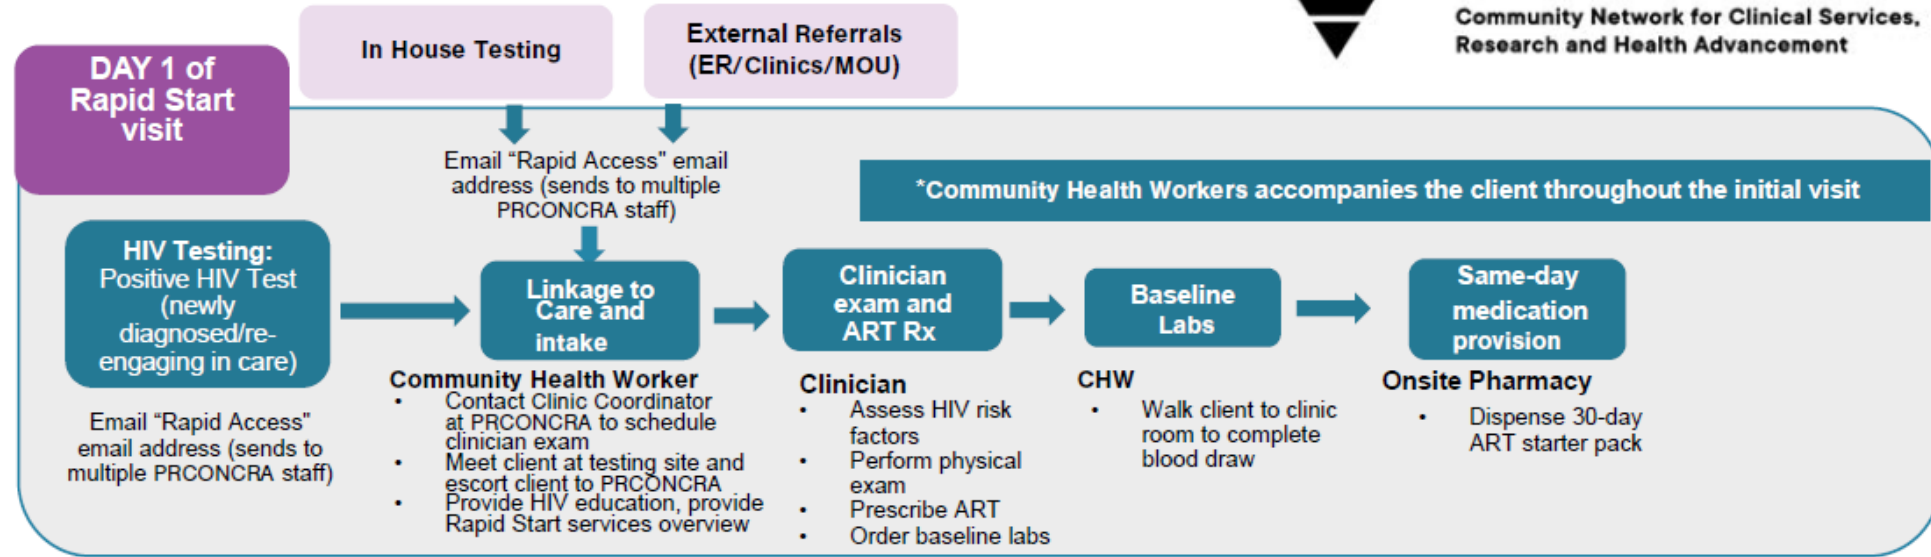 Community Network for Clinical Services,
Research and Health Advancement
DAY 1 of
Rapid Start
visit
In House Testing
External Referrals
(ER/Clinics/MOU)
Email “Rapid Access" email
address (sends to multiple
PRCONCRA staff)
*Community Health Workers accompanies the client throughout the initial visit
HIV Testing:
Positive HIV Test
(newly
diagnosed/re-
engaging in care)
Email “Rapid Access"
email address (sends to
multiple PRCONCRA staff)
Linkage to
Care and
intake
Community Health Worker
• Contact Clinic Coordinator
at PRCONCRA to schedule
clinician exam
• Meet client at testing site and
escort client to PRCONCRA
• Provide HIV education, provide
Rapid Start services overview
Clinician
exam and
ART Rx
Clinician
• Assess HIV risk
factors
• Perform physical
exam
• Prescribe ART
• Order baseline labs
Baseline
Labs
CHW
• Walk client to clinic
room to complete
blood draw
Same-day
medication
provision
Onsite Pharmacy
• Dispense 30-day
ART starter pack